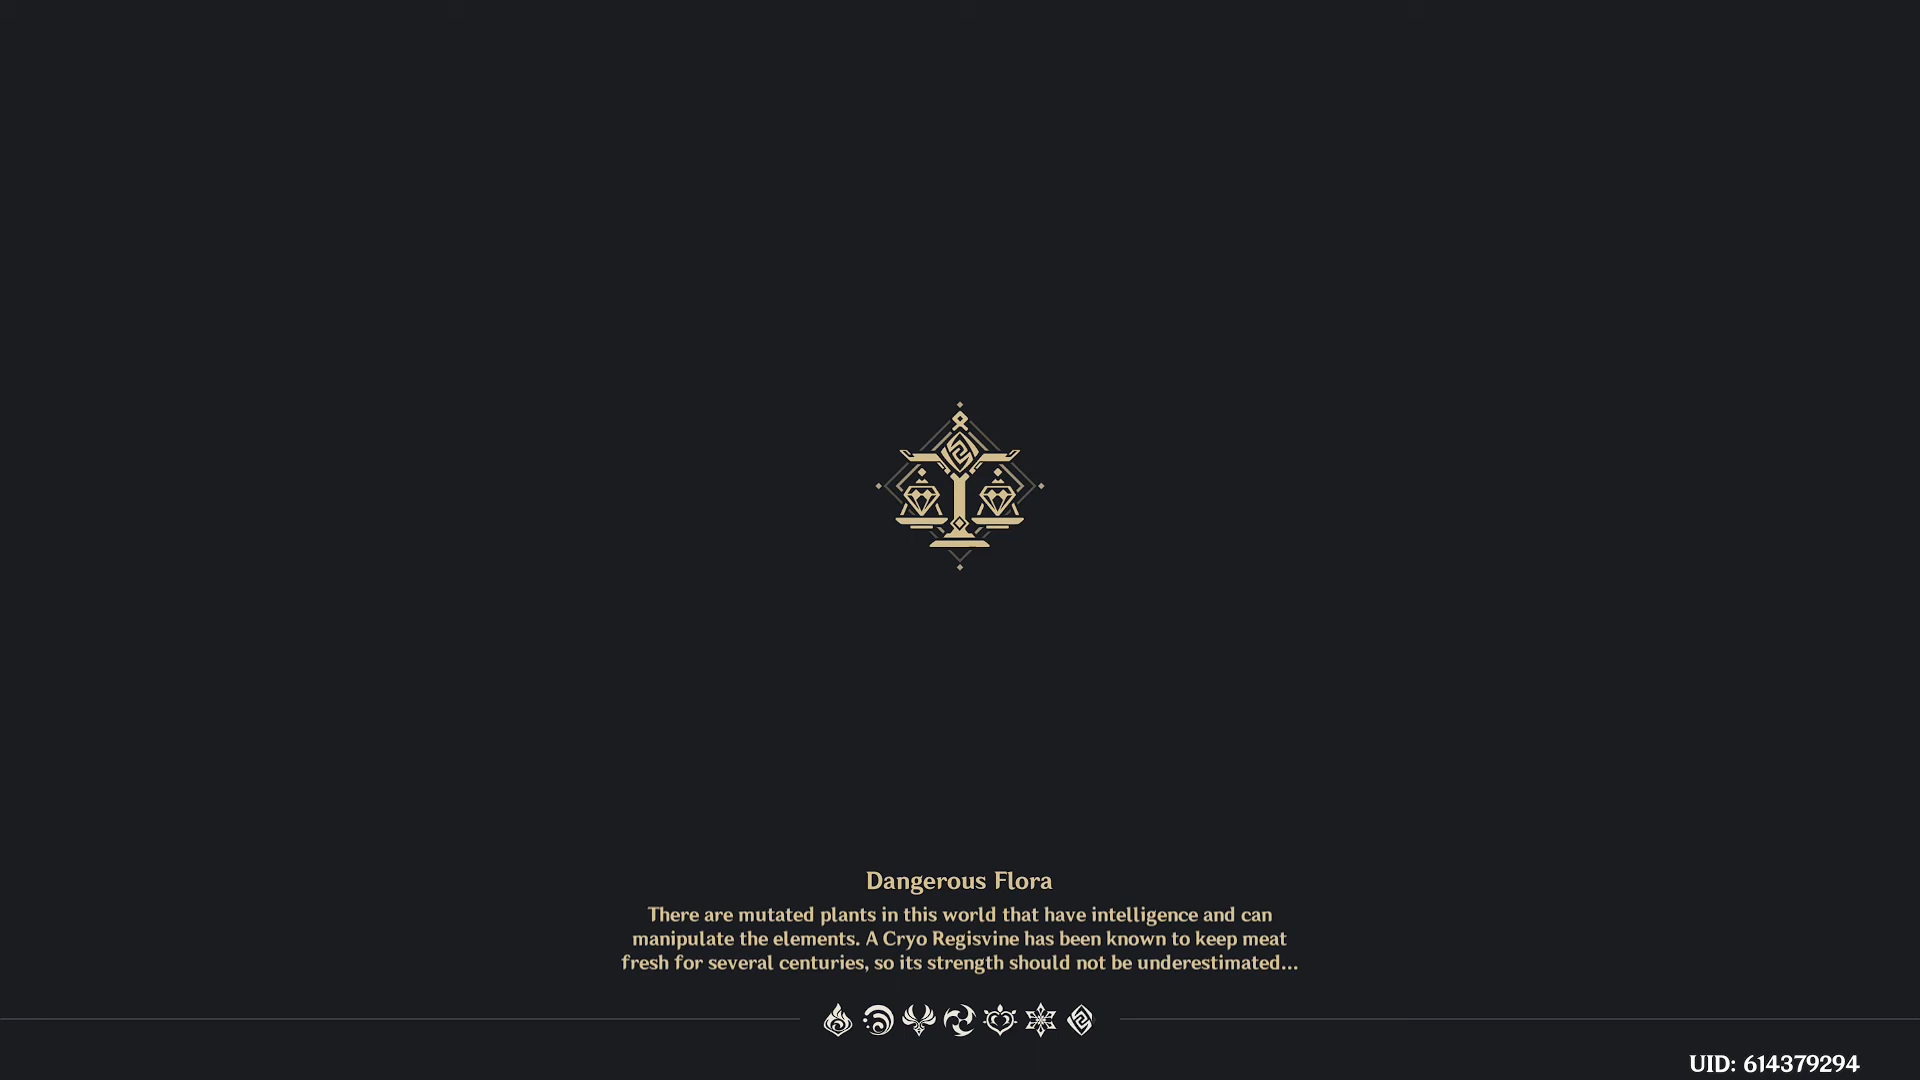 Dangerous Flora
There are mutated plants in this world that have intelligence and can
manipulate the elements. A Cryo Regisvine has been known to keep meat
fresh for several centuries, so its strength should not be underestimated...
UID: 614379294